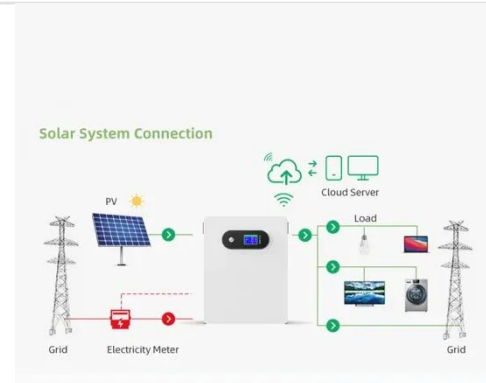 Solar System Connection
Cloud Server
PV
Load
Grid
Electricity Meter
Grid